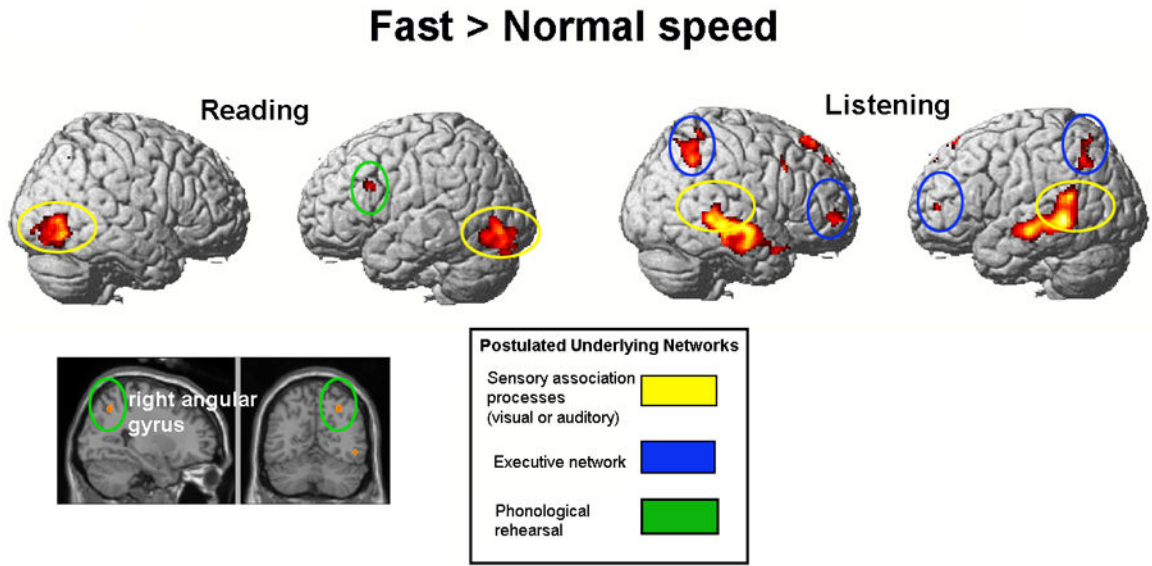 Fast > Normal speed
Reading
Listening
right angular
gyrus
Postulated Underlying Networks
Sensory association
processes
(visual or auditory)
Executive network
Phonological
rehearsal